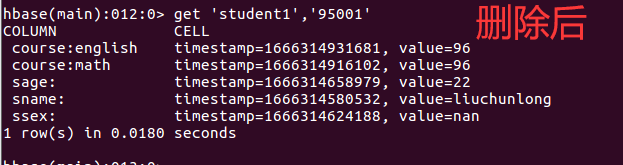 hbase(main):012:0> get 'student1','95001'
COLUMN CELL
course:english timestamp=1666314931681, value=96
course:math timestamp=1666314916102, value=96
sage: timestamp=1666314658979, value=22
sname: timestamp=1666314580532, value=liuchunlong
ssex: timestamp=1666314624188, value=nan
1 row(s) in 0.0180 seconds
删除后